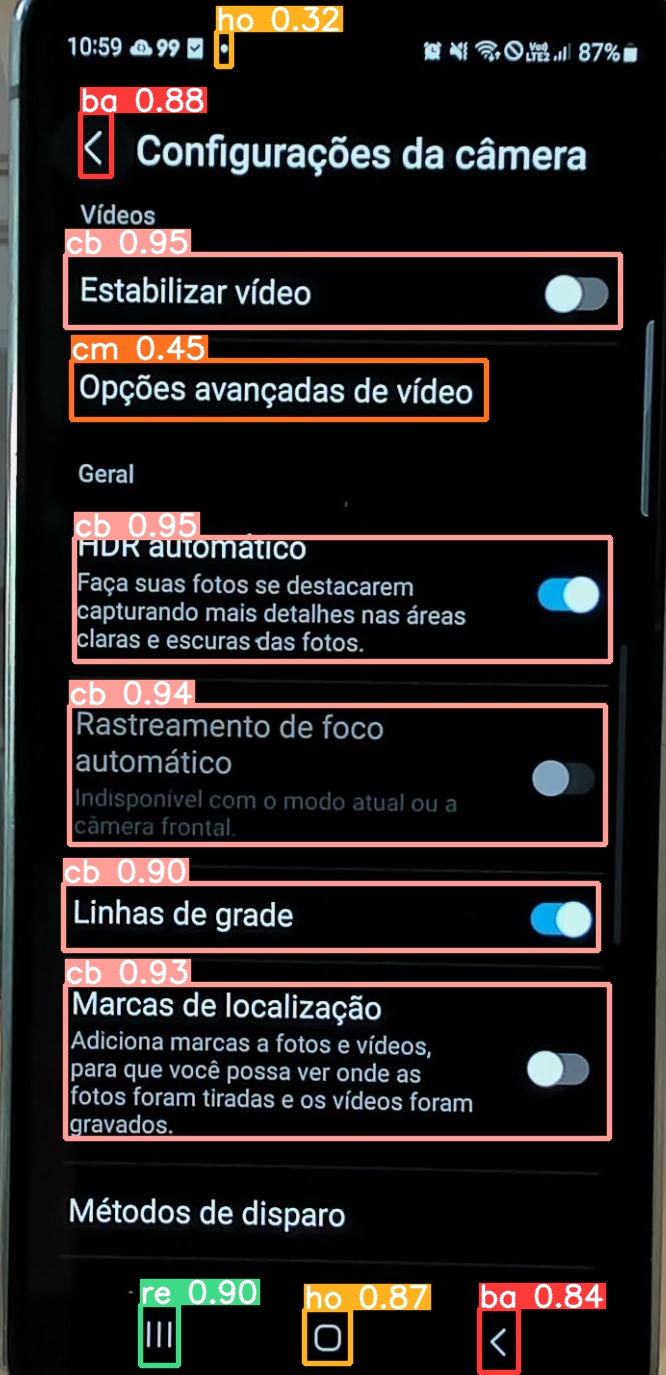 ho 0.32
10:59 99 87%
ba 0.88
Configurações da câmera
Vídeos
cb 0.95
Estabilizar vídeo
cm 0.45
Opções avançadas de vídeo
Geral
cb 0.95
HDR automático
Faça suas fotos se destacarem
capturando mais detalhes nas áreas
claras e escuras das fotos.
cb 0.94
Rastreamento de foco
automático
Indisponível com o modo atual ou a
câmera frontal.
cb 0.90
Linhas de grade
cb 0.93
Marcas de localização
Adiciona marcas a fotos e vídeos,
para que você possa ver onde as
fotos foram tiradas e os vídeos foram
gravados.
Métodos de disparo
re 0.90
ho 0.87
ba 0.84